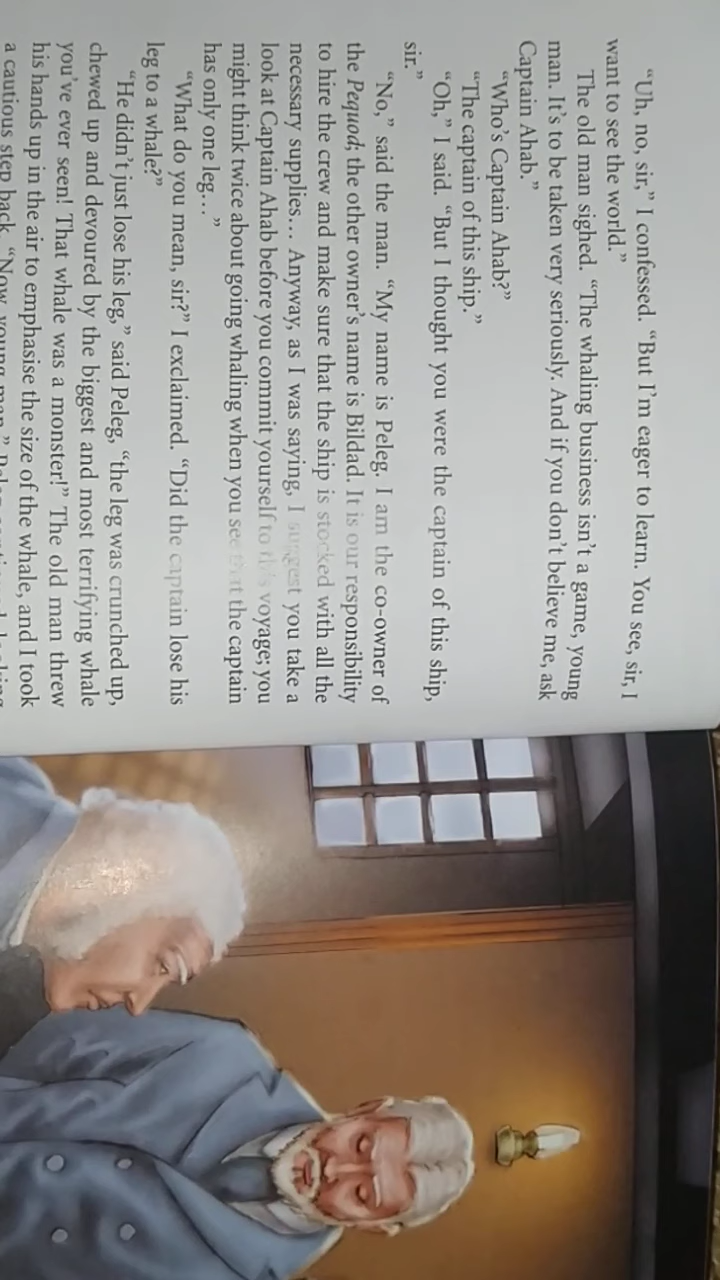 “Uh, no, sir,” I confessed. “But I’m eager to learn. You see, sir, I
want to see the world.”
The old man sighed. “The whaling business isn’t a game, young
man. It’s to be taken very seriously. And if you don’t believe me, ask
Captain Ahab.”
“Who’s Captain Ahab?”
“The captain of this ship.”
“Oh,” I said. “But I thought you were the captain of this ship,
sir.”
“No,” said the man. “My name is Peleg. I am the co-owner of
the Pequod; the other owner’s name is Bildad. It is our responsibility
to hire the crew and make sure that the ship is stocked with all the
necessary supplies… Anyway, as I was saying, I suggest you take a
look at Captain Ahab before you commit yourself to this voyage; you
might think twice about going whaling when you see that the captain
has only one leg…”
“What do you mean, sir?” I exclaimed. “Did the captain lose his
leg to a whale?”
“He didn’t just lose his leg,” said Peleg, “the leg was crunched up,
chewed up and devoured by the biggest and most terrifying whale
you’ve ever seen! That whale was a monster!” The old man threw
his hands up in the air to emphasise the size of the whale, and I took
a cautious step back. “Now, young man,” Peleg